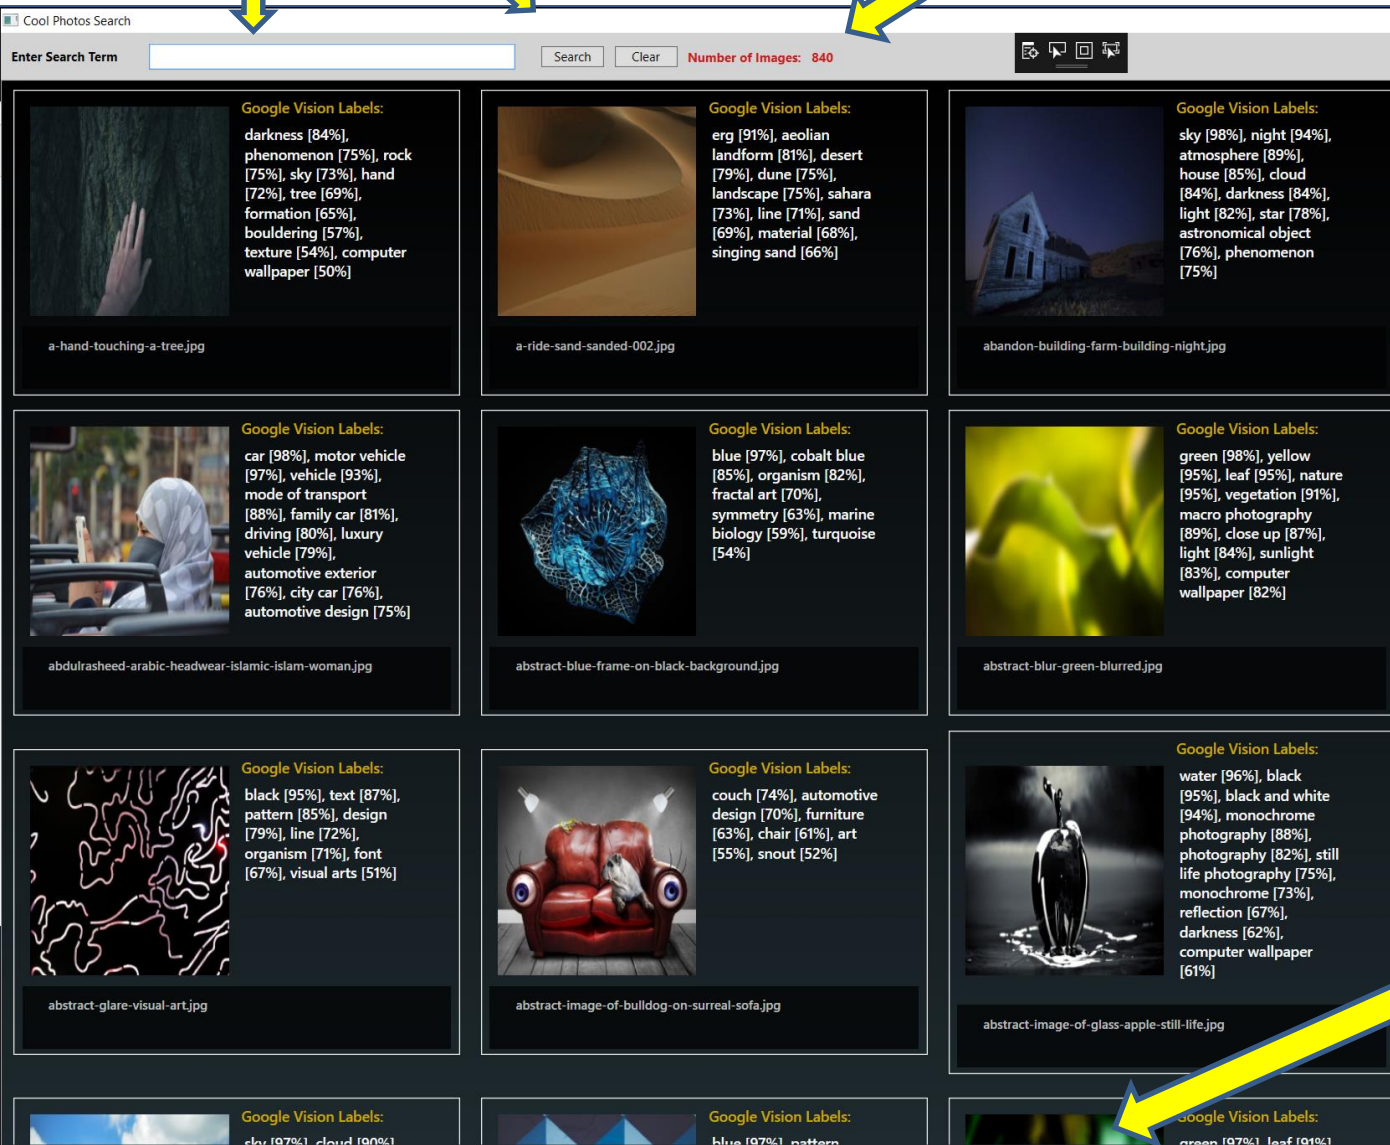 Cool Photos Search
Enter Search Term
Search
Clear
Number of Images: 840
Google Vision Labels:
darkness [84%],
phenomenon [75%], rock
[75%], sky [73%], hand
[72%], tree [69%],
formation [65%],
bouldering [57%],
texture [54%], computer
wallpaper [50%]
a-hand-touching-a-tree.jpg
Google Vision Labels:
erg [91%], aeolian
landform [81%], desert
[79%], dune [75%],
landscape [75%], sahara
[73%], line [71%], sand
[69%], material [68%],
singing sand [66%]
a-ride-sand-sanded-002.jpg
Google Vision Labels:
sky [98%], night [94%],
atmosphere [89%],
house [85%], cloud
[84%], darkness [84%],
light [82%], star [78%],
astronomical object
[76%], phenomenon
[75%]
abandon-building-farm-building-night.jpg
Google Vision Labels:
car [98%], motor vehicle
[97%], vehicle [93%],
mode of transport
[88%], family car [81%],
driving [80%], luxury
vehicle [79%],
automotive exterior
[76%], city car [76%],
automotive design [75%]
abdulrasheed-arabic-headwear-islamic-islam-woman.jpg
Google Vision Labels:
blue [97%], cobalt blue
[85%], organism [82%],
fractal art [70%],
symmetry [63%], marine
biology [59%], turquoise
[54%]
abstract-blue-frame-on-black-background.jpg
Google Vision Labels:
green [98%], yellow
[95%], leaf [95%], nature
[95%], vegetation [91%],
macro photography
[89%], close up [87%],
light [84%], sunlight
[83%], computer
wallpaper [82%]
abstract-blur-green-blurred.jpg
Google Vision Labels:
black [95%], text [87%],
pattern [85%], design
[79%], line [72%],
organism [71%], font
[67%], visual arts [51%]
abstract-glare-visual-art.jpg
Google Vision Labels:
couch [74%], automotive
design [70%], furniture
[63%], chair [61%], art
[55%], snout [52%]
abstract-image-of-bulldog-on-surreal-sofa.jpg
Google Vision Labels:
water [96%], black
[95%], black and white
[94%], monochrome
photography [88%],
photography [82%], still
life photography [75%],
monochrome [73%],
reflection [67%],
darkness [62%],
computer wallpaper
[61%]
abstract-image-of-glass-apple-still-life.jpg
Google Vision Labels:
sky [97%], cloud [90%]
Google Vision Labels:
blue [97%], pattern
Google Vision Labels:
green [97%], leaf [91%]